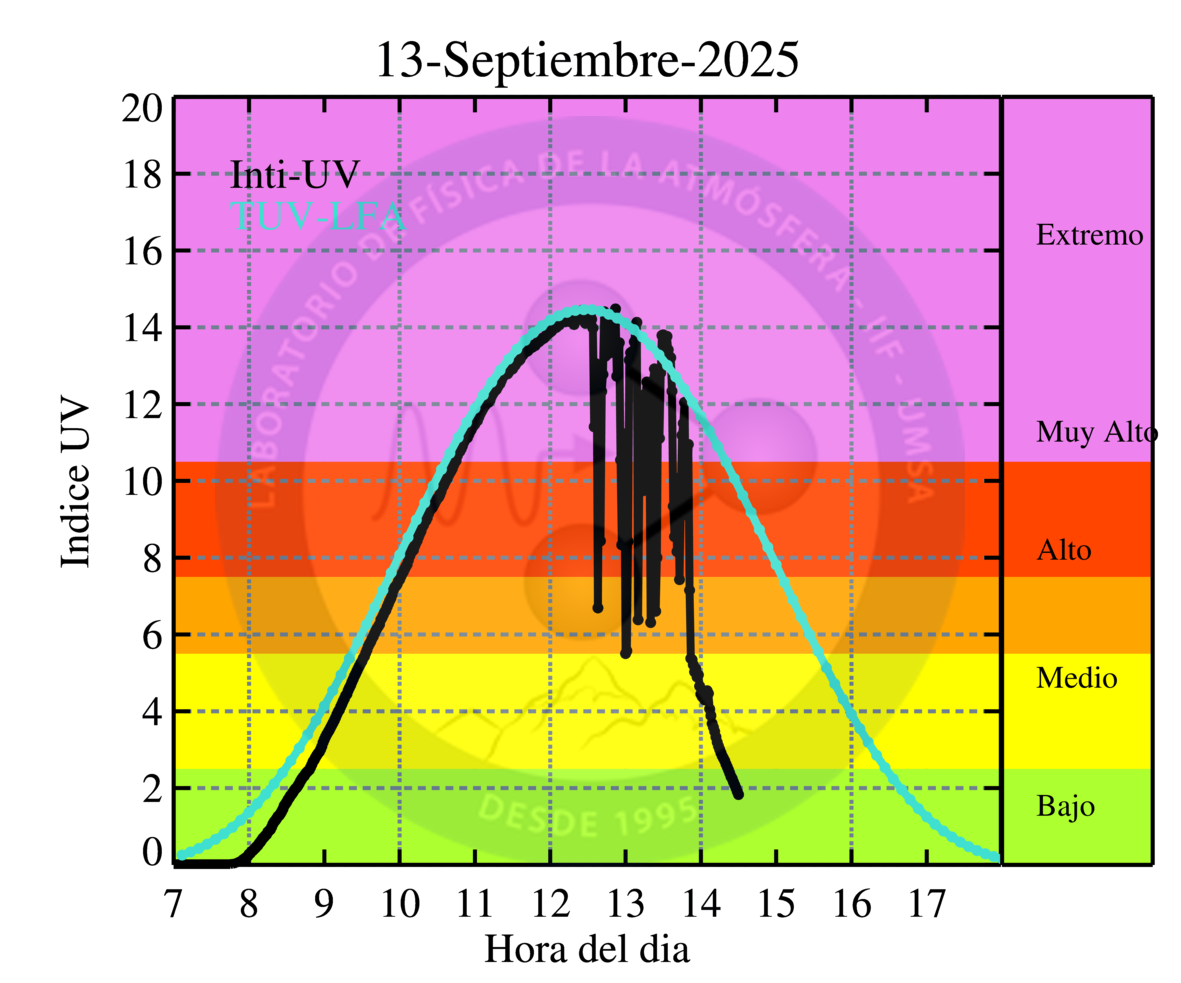 13-Septiembre-2025
Inti-UV
TUV-LFA
LABORATORIO DE FÍSICA DE LA ATMÓSFERA - IIF - UMSA
DESDE 1995
Indice UV
20
18
16
14
12
10
8
6
4
2
0
7 8 9 10 11 12 13 14 15 16 17
Hora del dia
Extremo
Muy Alto
Alto
Medio
Bajo